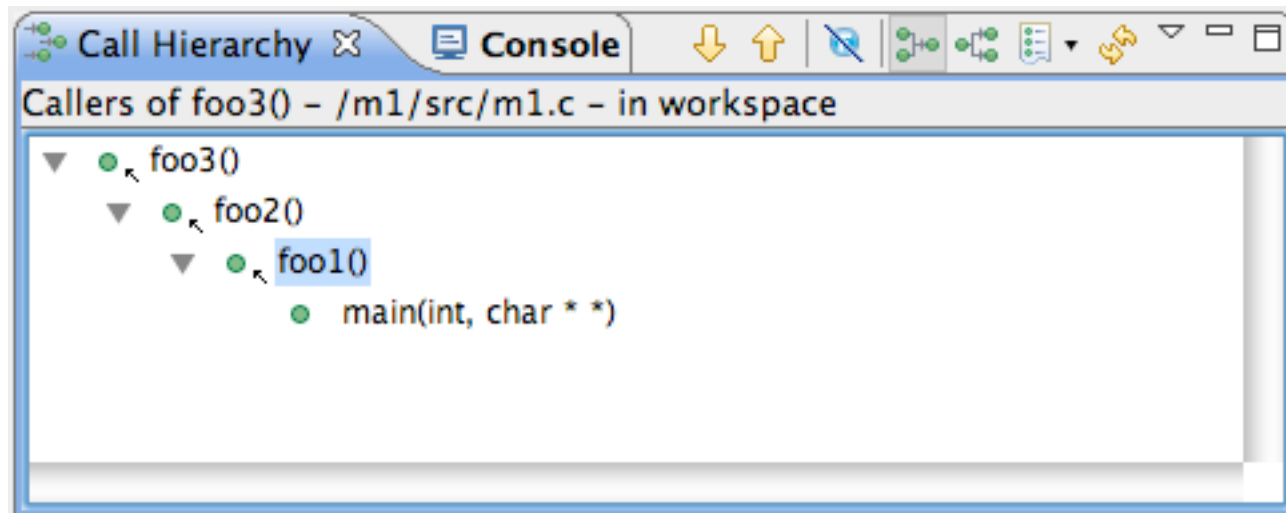 Call Hierarchy Console
Callers of foo3() – /m1/src/m1.c – in workspace
foo3()
foo2()
foo1()
main(int, char * *)